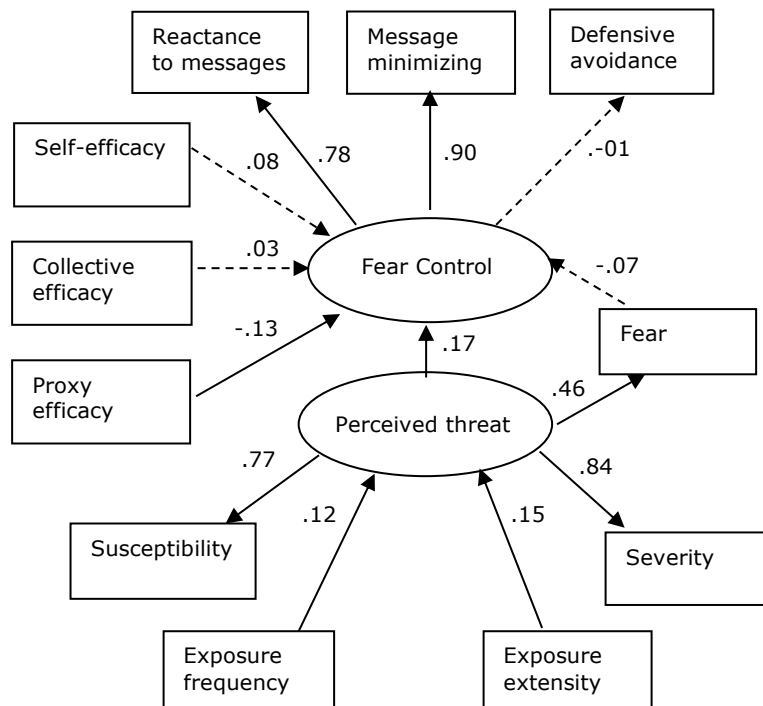 Reactance
to messages
Message
minimizing
Defensive
avoidance
Self-efficacy
.08
.78
.90
.-01
Collective
efficacy
.03
Fear Control
-.07
-.13
.17
Fear
Proxy
efficacy
.46
Perceived threat
.77
.84
.12
.15
Susceptibility
Severity
Exposure
frequency
Exposure
extensity